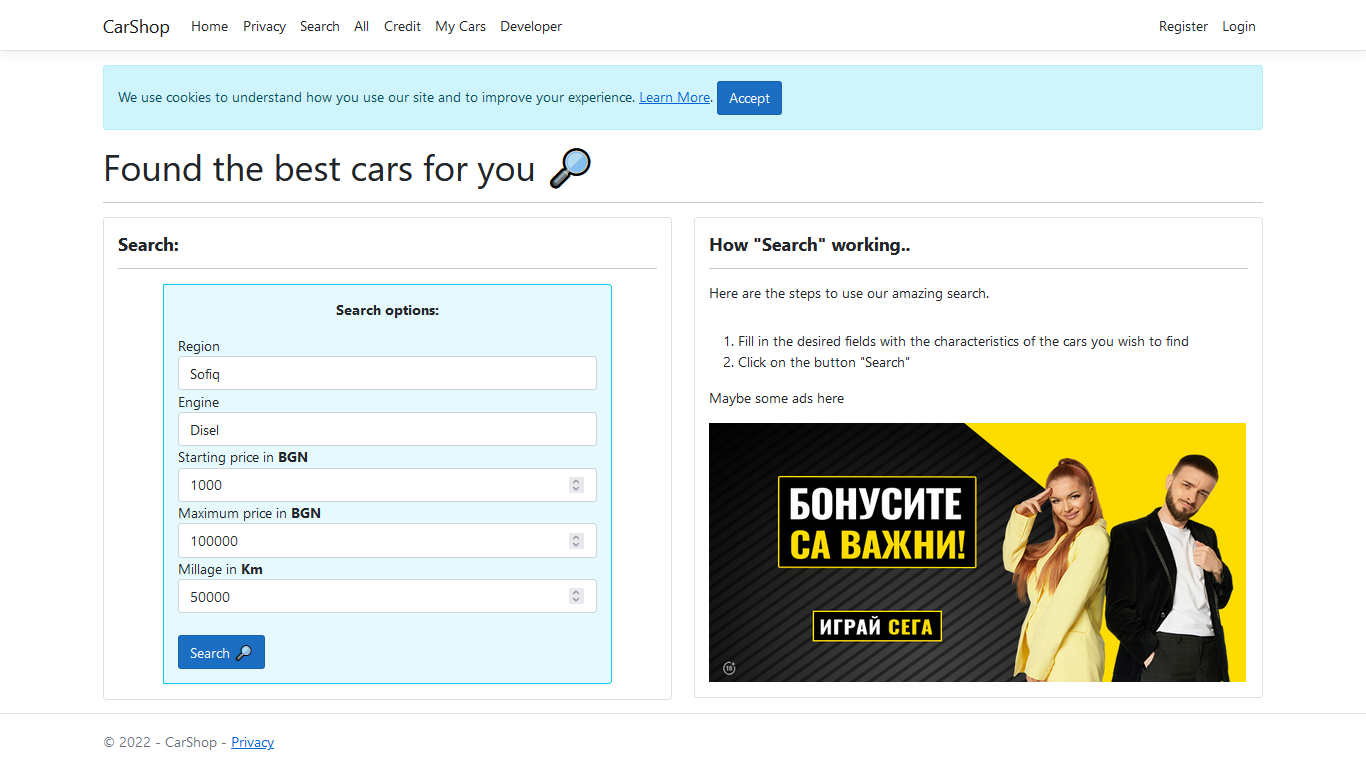 CarShop Home Privacy Search All Credit My Cars Developer Register Login
We use cookies to understand how you use our site and to improve your experience. Learn More. Accept
Found the best cars for you
Search:
Search options:
Region
Sofiq
Engine
Disel
Starting price in BGN
1000
Maximum price in BGN
100000
Millage in Km
50000
Search
How "Search" working..
Here are the steps to use our amazing search.
1. Fill in the desired fields with the characteristics of the cars you wish to find
2. Click on the button "Search"
Maybe some ads here
БОНУСИТЕ
СА ВАЖНИ!
ИГРАЙ СЕГА
18+
© 2022 - CarShop - Privacy